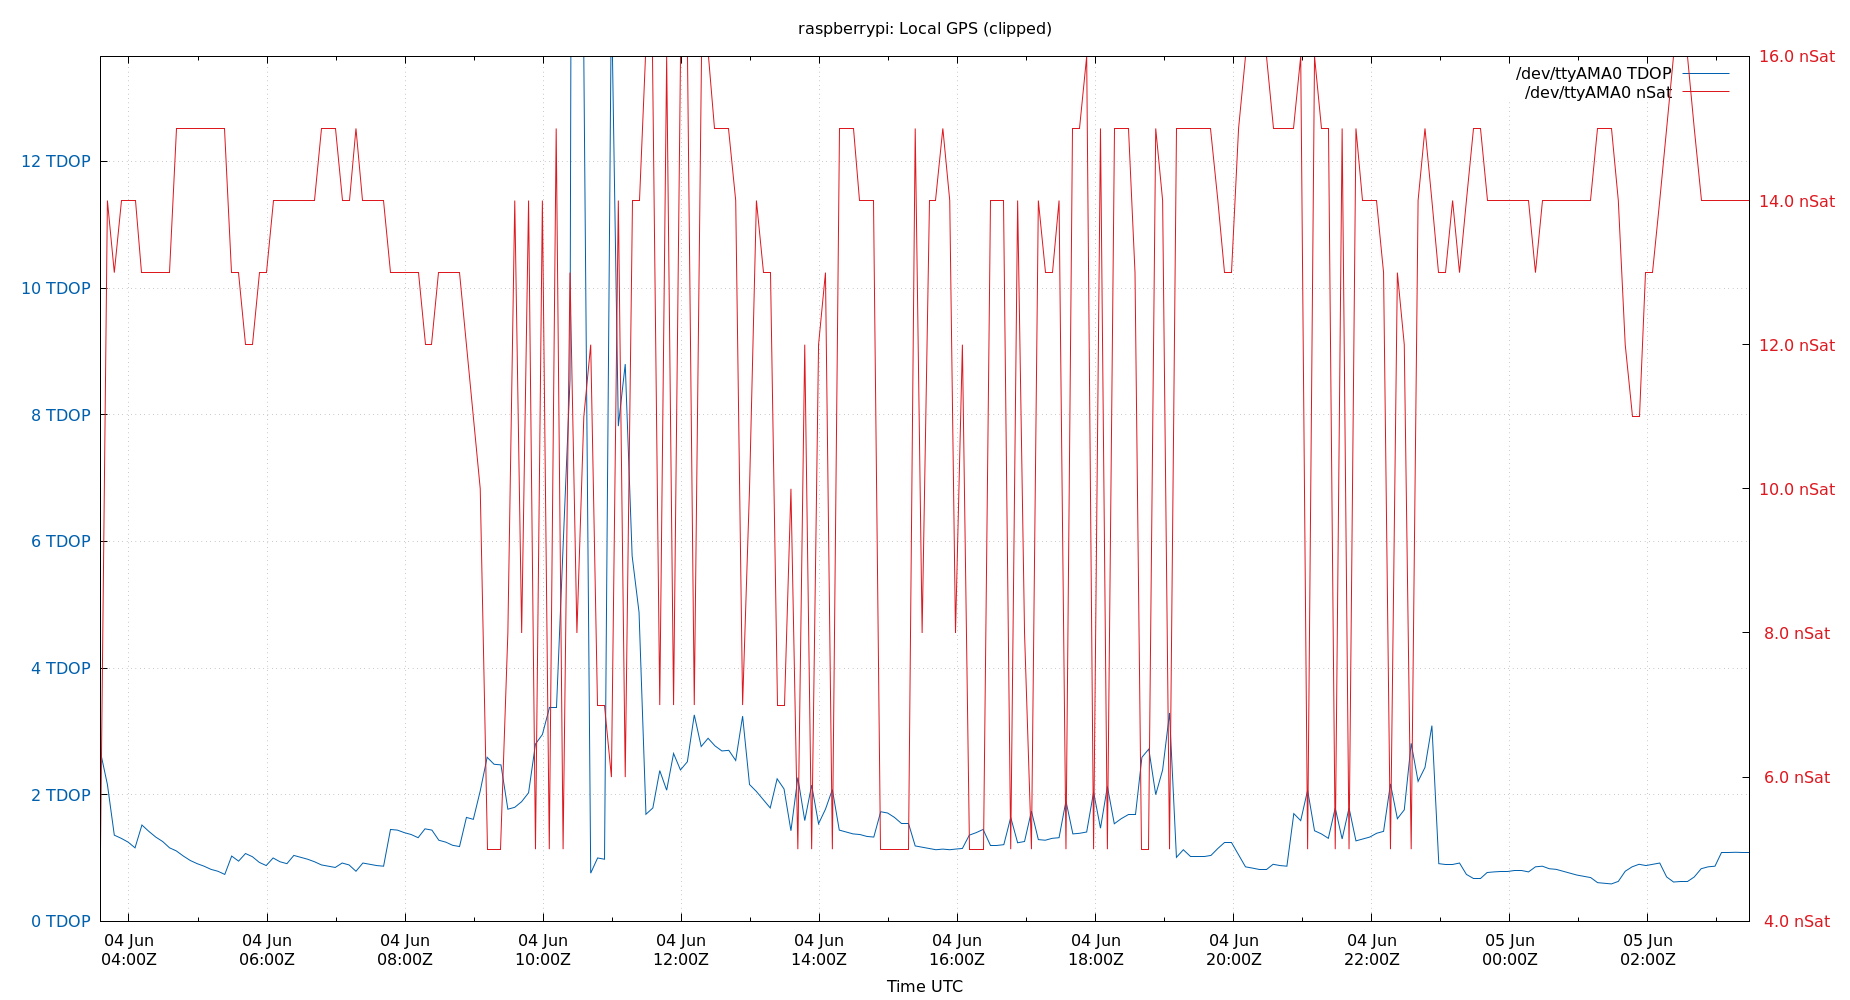 raspberrypi: Local GPS (clipped)
16.0 nSat
/dev/ttyAMA0 TDOP
/dev/ttyAMA0 nSat
12 TDOP
14.0 nSat
10 TDOP
12.0 nSat
8 TDOP
10.0 nSat
6 TDOP
8.0 nSat
4 TDOP
6.0 nSat
2 TDOP
0 TDOP
4.0 nSat
04 Jun 04 Jun 04 Jun 04 Jun 04 Jun 04 Jun 04 Jun 04 Jun 04 Jun 04 Jun 05 Jun 05 Jun
04:00Z 06:00Z 08:00Z 10:00Z 12:00Z 14:00Z 16:00Z 18:00Z 20:00Z 22:00Z 00:00Z 02:00Z
Time UTC